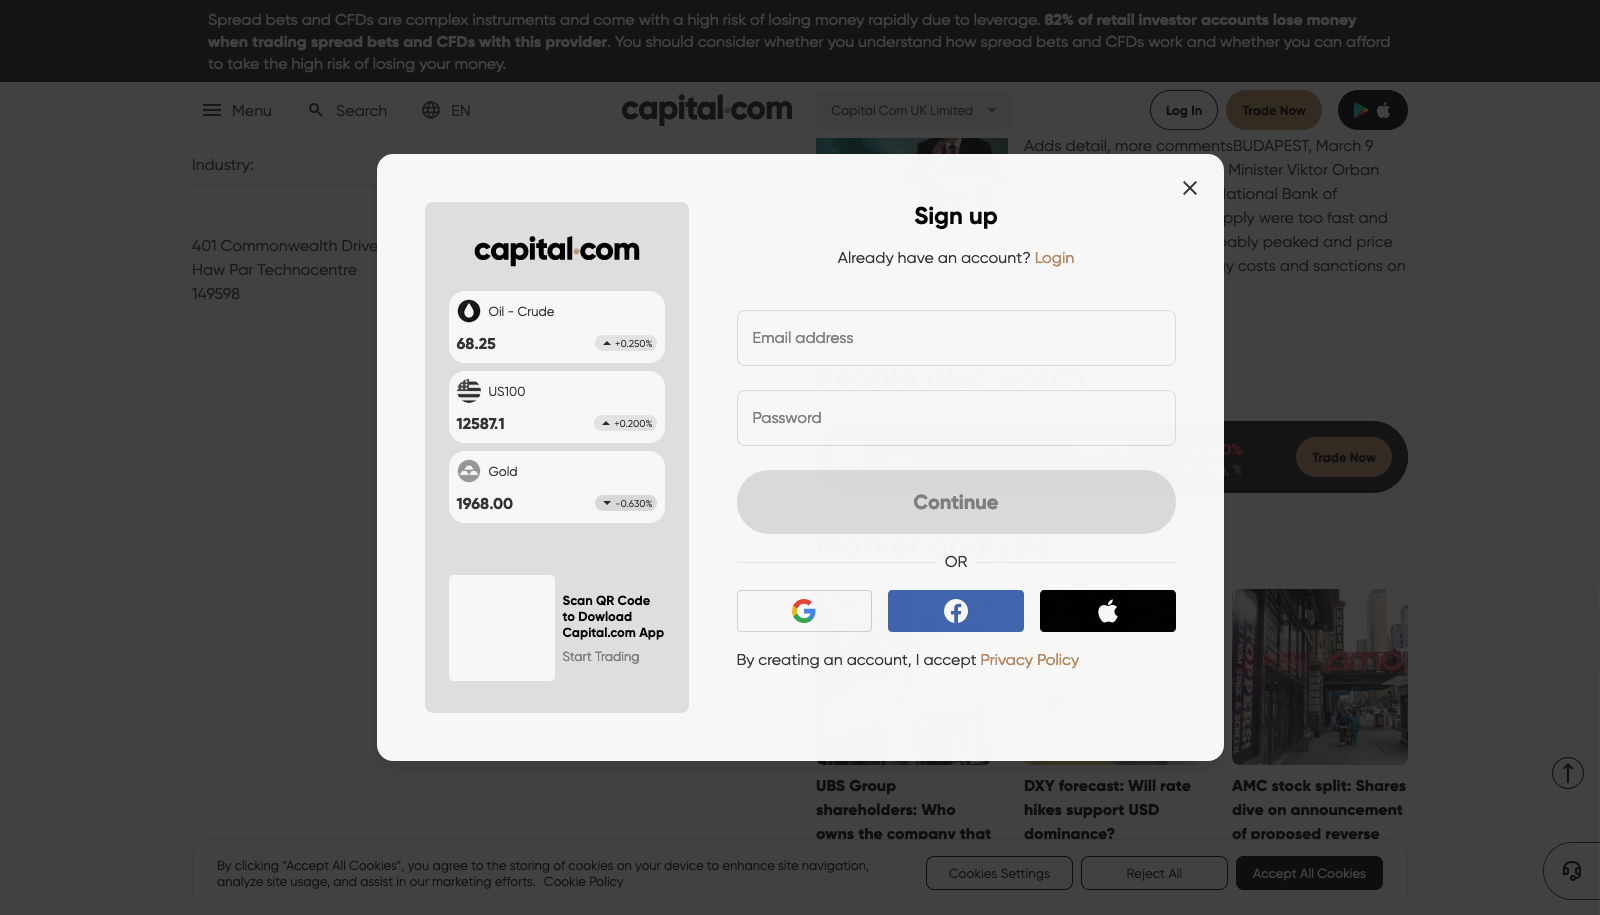 Spread bets and CFDs are complex instruments and come with a high risk of losing money rapidly due to leverage. 82% of retail investor accounts lose money
when trading spread bets and CFDs with this provider. You should consider whether you understand how spread bets and CFDs work and whether you can afford
to take the high risk of losing your money.
Menu
Search
EN
capital.com
Capital Com UK Limited
Log In
Trade Now
Industry:
401 Commonwealth Drive
Haw Par Technocentre
149598
Adds detail, more commentsBUDAPEST, March 9
Minister Viktor Orban
National Bank of
pply were too fast and
bably peaked and price
y costs and sanctions on
capital.com
Oil - Crude
68.25
+0.250%
US100
12587.1
+0.200%
Gold
1968.00
-0.630%
Scan QR Code
to Dowload
Capital.com App
Start Trading
Sign up
Already have an account? Login
Email address
People also watch
Password
0%
%
Trade Now
Continue
Market analysis
OR
By creating an account, I accept Privacy Policy
TOPPERS!
AMC
UBS Group
shareholders: Who
owns the company that
DXY forecast: Will rate
hikes support USD
dominance?
AMC stock split: Shares
dive on announcement
of proposed reverse
By clicking “Accept All Cookies”, you agree to the storing of cookies on your device to enhance site navigation,
analyze site usage, and assist in our marketing efforts. Cookie Policy
Cookies Settings
Reject All
Accept All Cookies